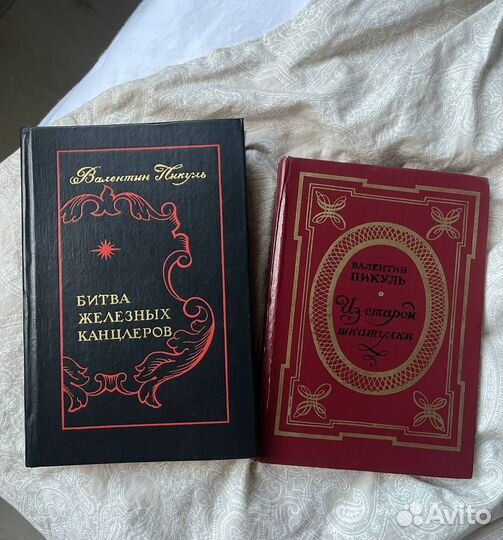 Валентин Пикуль
БИТВА
ЖЕЛЕЗНЫХ
КАНЦЛЕРОВ
ВАЛЕНТИН
ПИКУЛЬ
Из старой
шкатулки
Avito